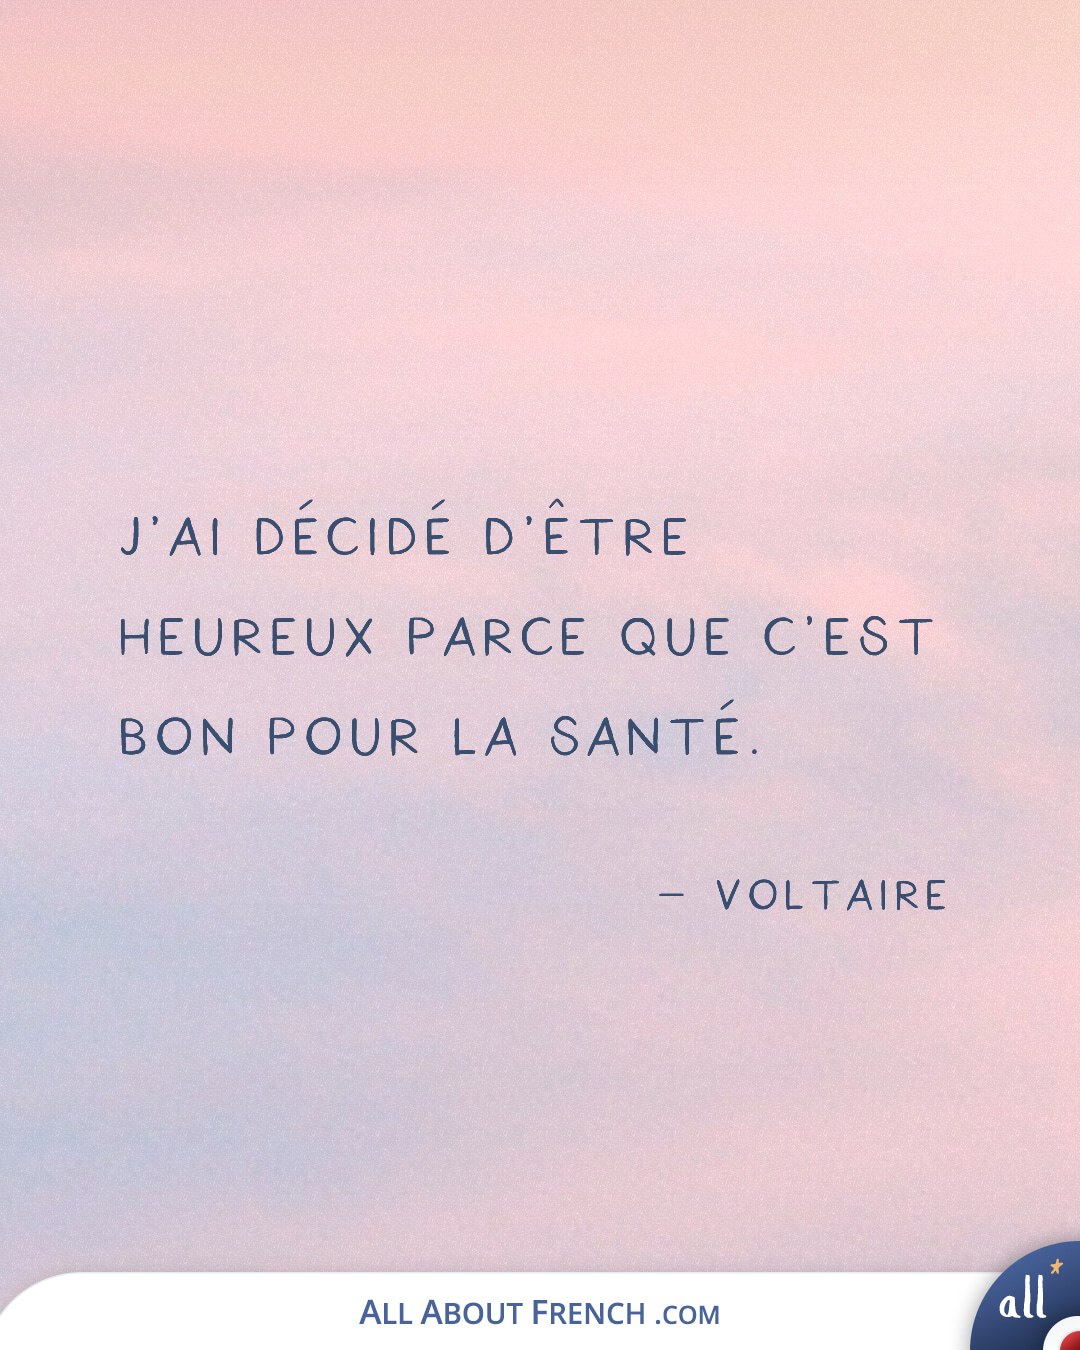 J'AI DÉCIDÉ D'ÊTRE
HEUREUX PARCE QUE C'EST
BON POUR LA SANTÉ.
– VOLTAIRE
ALL ABOUT FRENCH .COM
all